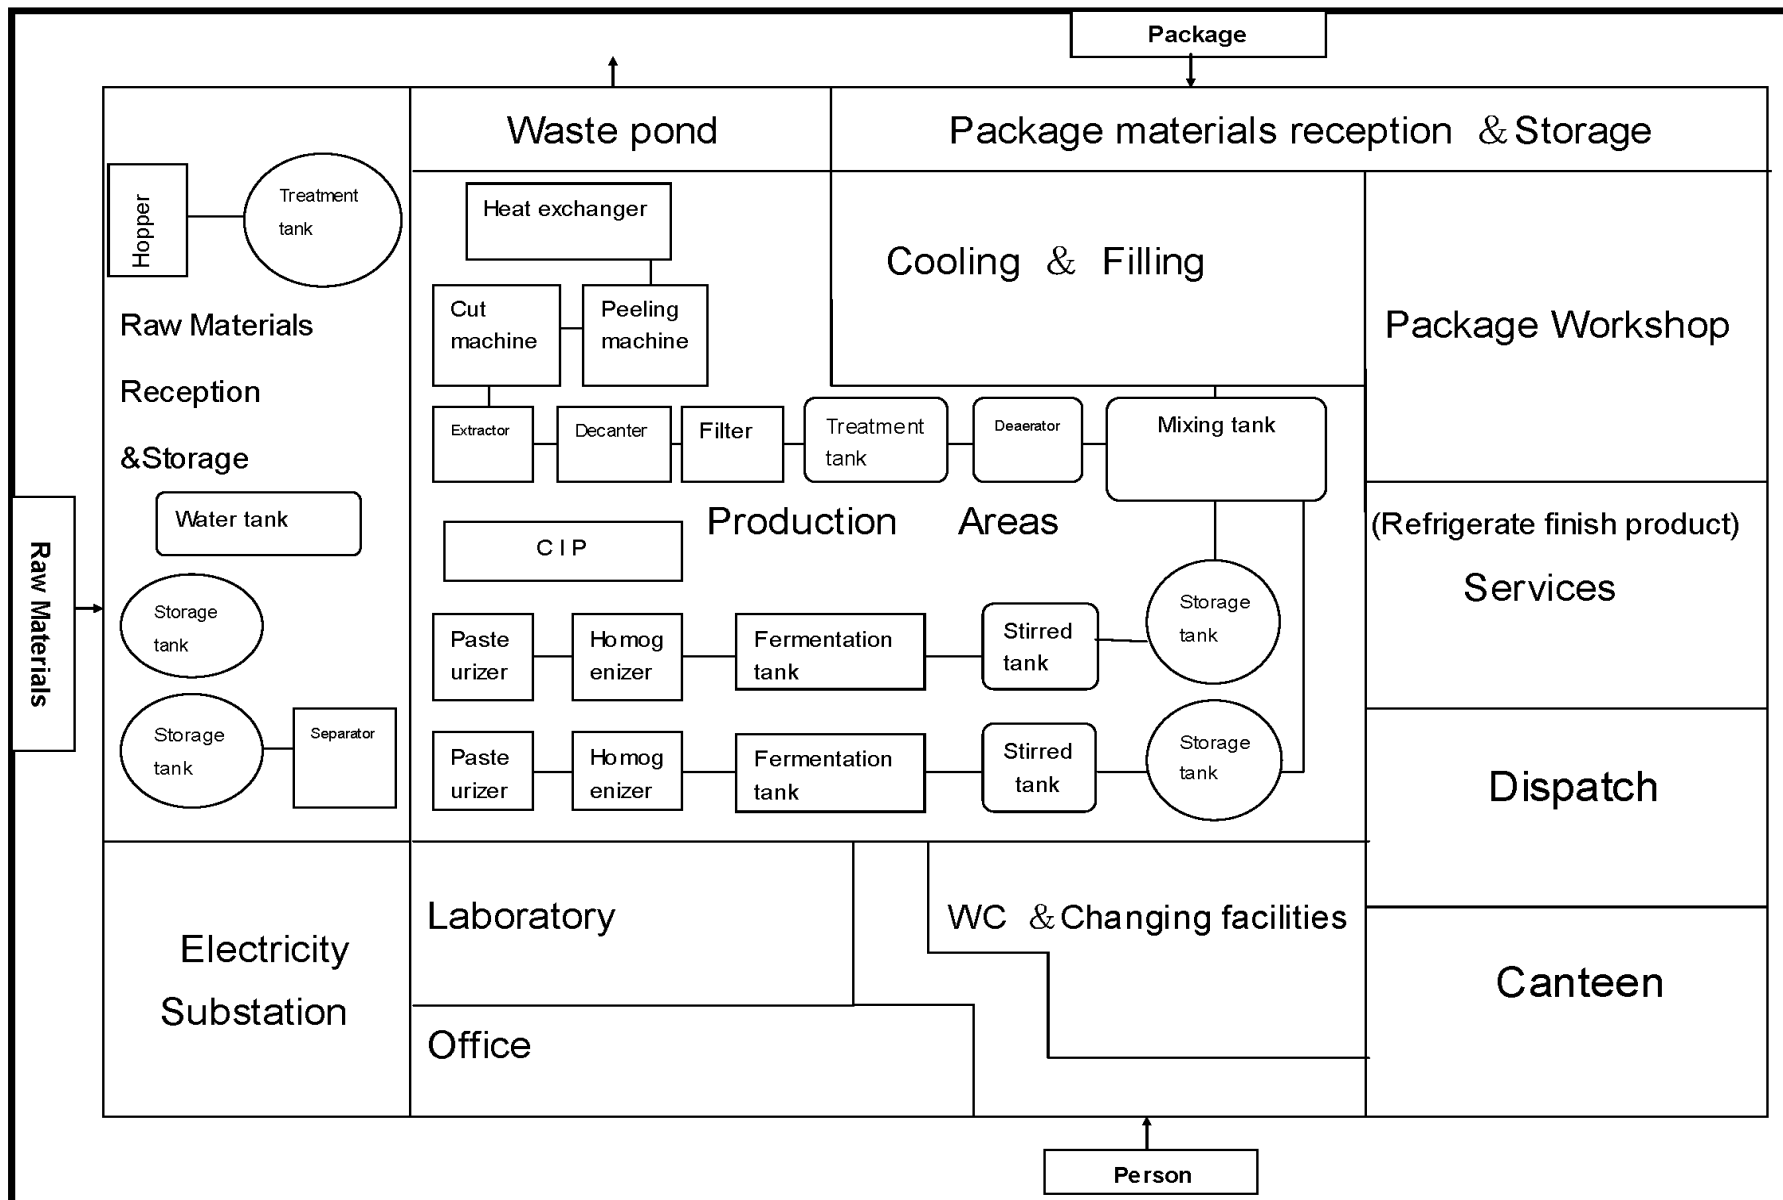 Package
Waste pond
Package materials reception & Storage
Hopper
Treatment
tank
Raw Materials
Reception
&Storage
Water tank
Storage
tank
Storage
tank
Separator
Raw Materials
Heat exchanger
Cut
machine
Peeling
machine
Cooling & Filling
Package Workshop
Extractor
Decanter
Filter
Treatment
tank
Deaerator
Mixing tank
Production Areas
C I P
(Refrigerate finish product)
Services
Paste
urizer
Homog
enizer
Fermentation
tank
Stirred
tank
Storage
tank
Paste
urizer
Homog
enizer
Fermentation
tank
Stirred
tank
Storage
tank
Dispatch
Electricity
Substation
Laboratory
Office
WC & Changing facilities
Canteen
Person